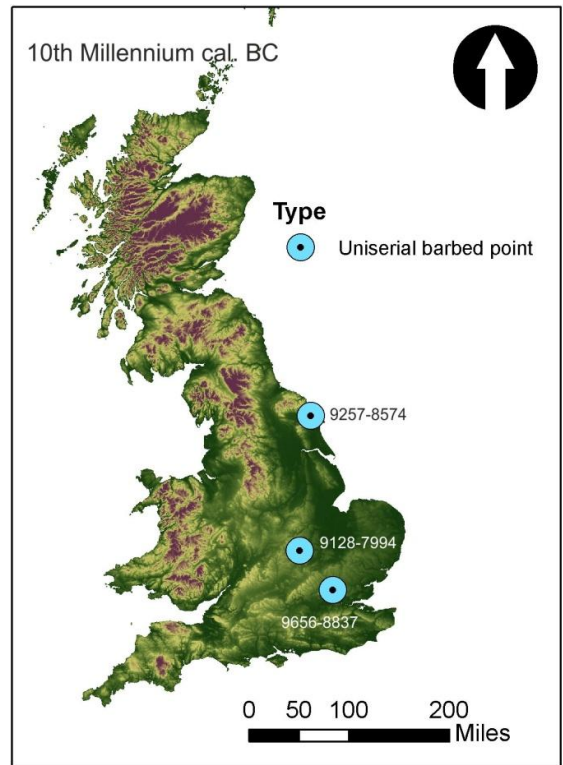 10th Millennium cal. BC
Type
Uniserial barbed point
9257-8574
9128-7994
9656-8837
0 50 100 200
Miles